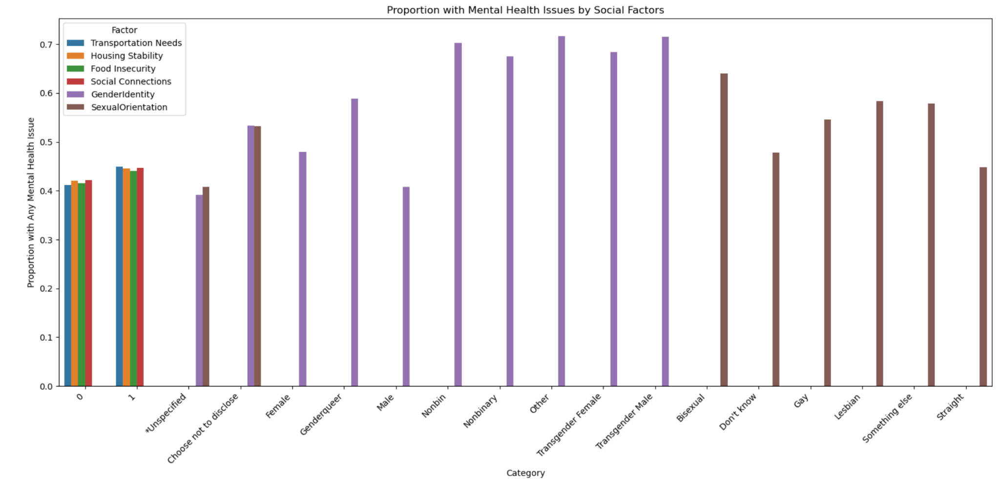 Proportion with Mental Health Issues by Social Factors
Factor
Transportation Needs
Housing Stability
Food Insecurity
Social Connections
GenderIdentity
SexualOrientation
Proportion with Any Mental Health Issue
0.7
0.6
0.5
0.4
0.3
0.2
0.1
0.0
0
1
*Unspecified
Choose not to disclose
Female
Genderqueer
Male
Nonbin
Nonbinary
Other
Transgender Female
Transgender Male
Bisexual
Don't know
Gay
Lesbian
Something else
Straight
Category